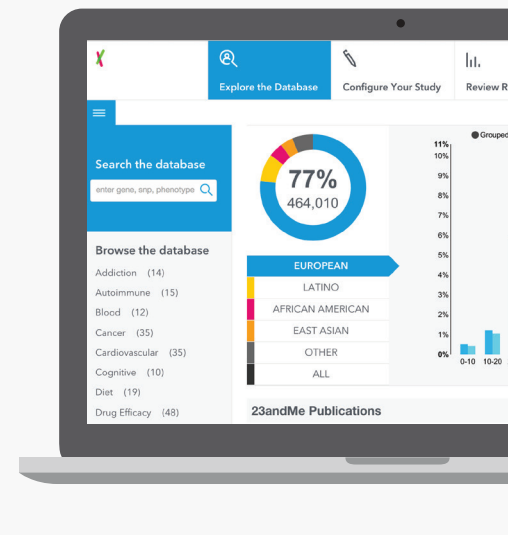 Explore the Database
Configure Your Study
Review R
Search the database
enter gene, snp, phenotype
Browse the database
Addiction (14)
Autoimmune (15)
Blood (12)
Cancer (35)
Cardiovascular (35)
Cognitive (10)
Diet (19)
Drug Efficacy (48)
77%
464,010
EUROPEAN
LATINO
AFRICAN AMERICAN
EAST ASIAN
OTHER
ALL
23andMe Publications
Grouped
11%
10%
9%
8%
7%
6%
5%
4%
3%
2%
1%
0%
0-10 10-20